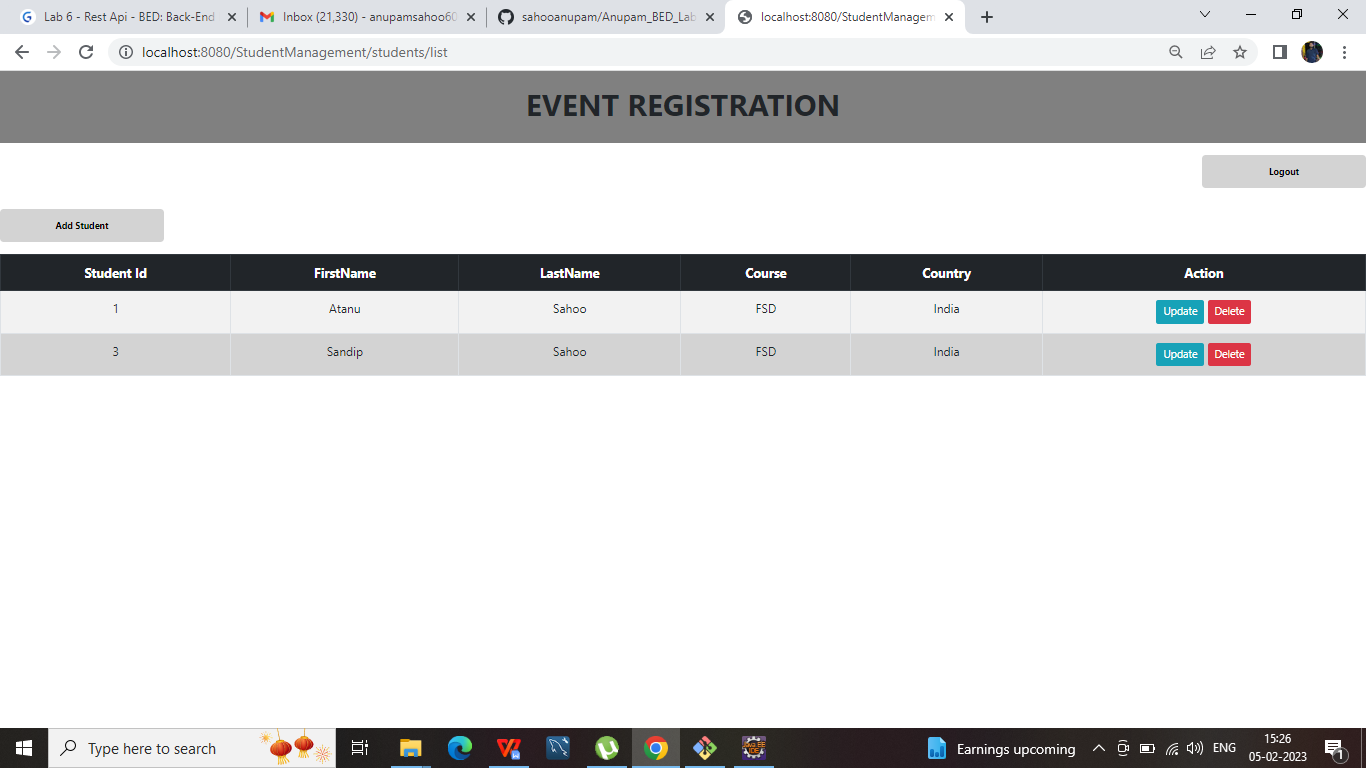 Lab 6 - Rest Api - BED: Back-End
Inbox (21,330) - anupamsahoo60
sahooanupam/Anupam_BED_Lab
localhost:8080/StudentManagem
localhost:8080/StudentManagement/students/list
EVENT REGISTRATION
Logout
Add Student
Student Id FirstName LastName Course Country Action
1 Atanu Sahoo FSD India Update Delete
3 Sandip Sahoo FSD India Update Delete
Type here to search
Earnings upcoming
ENG
15:26
05-02-2023
1